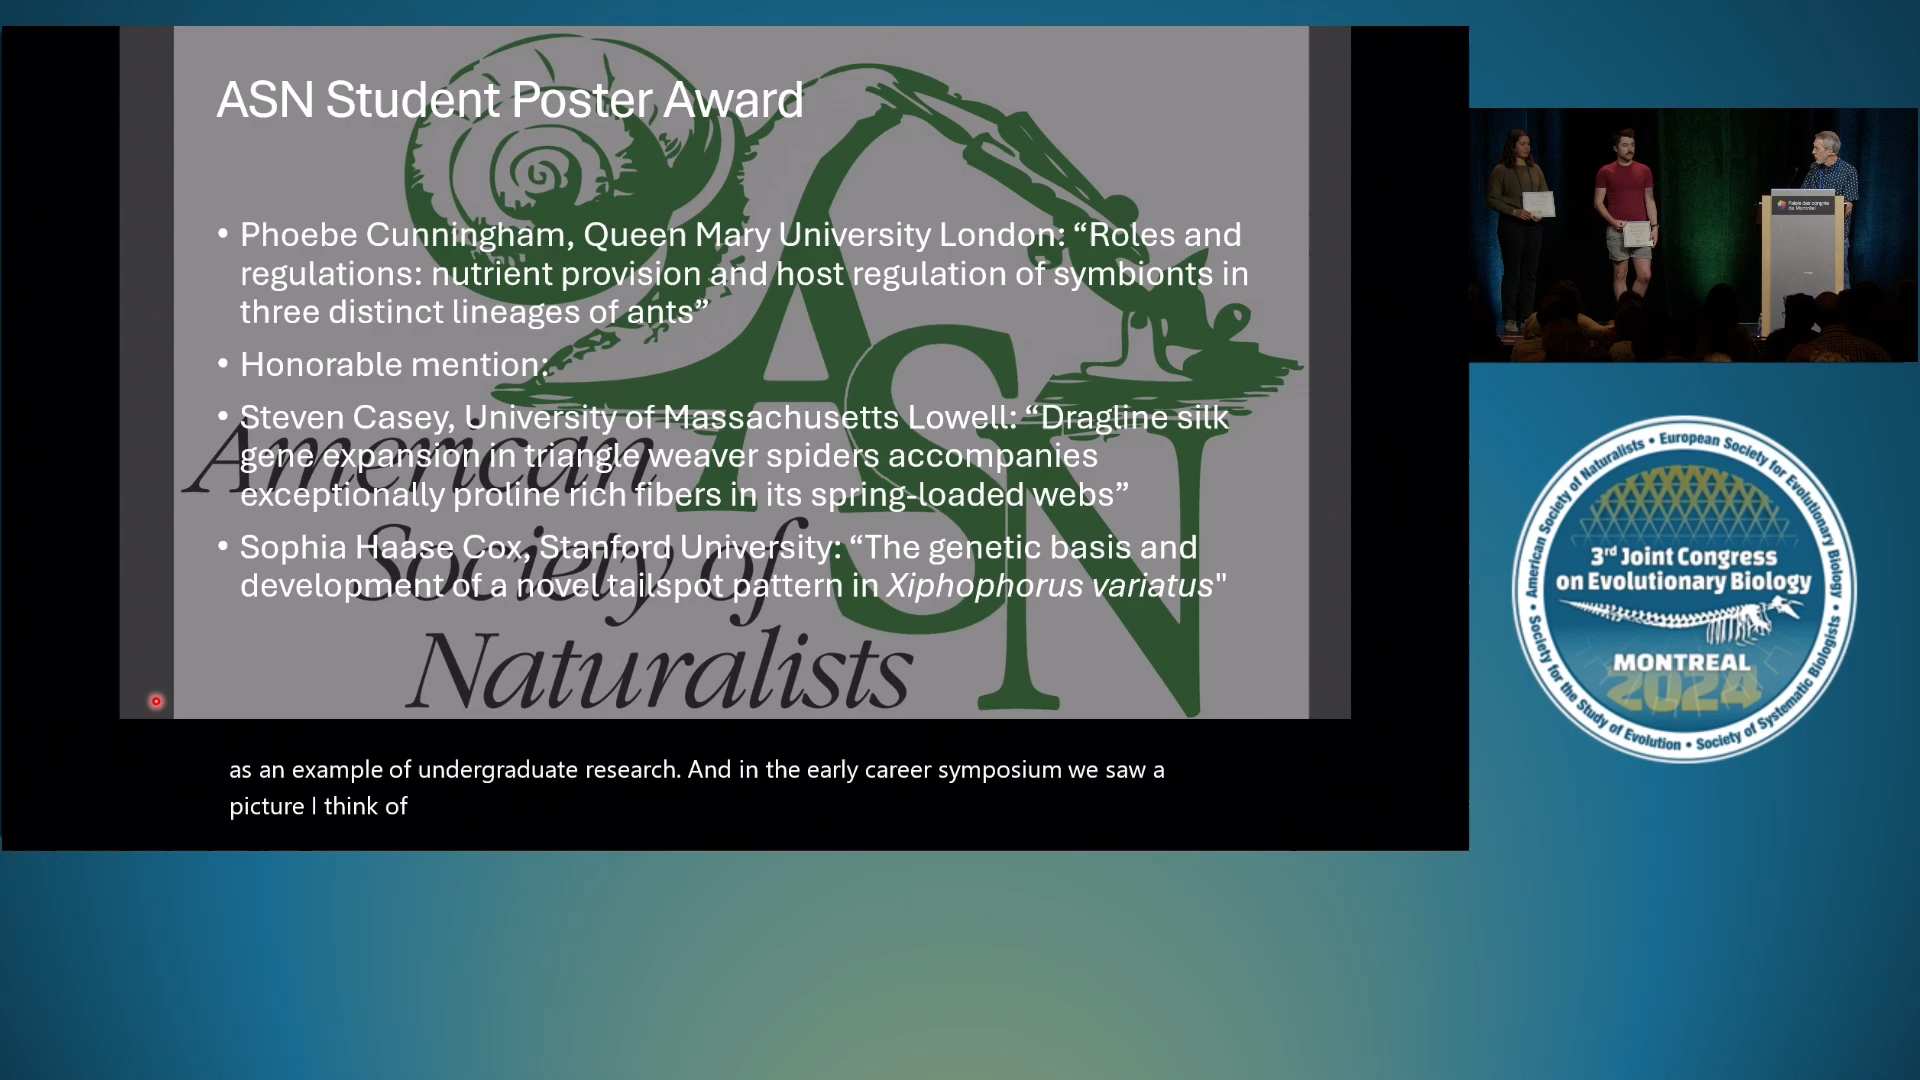 ASN Student Poster Award
• Phoebe Cunningham, Queen Mary University London: “Roles and
regulations: nutrient provision and host regulation of symbionts in
three distinct lineages of ants”
• Honorable mention:
• Steven Casey, University of Massachusetts Lowell: “Dragline silk
gene expansion in triangle weaver spiders accompanies
exceptionally proline rich fibers in its spring-loaded webs”
• Sophia Haase Cox, Stanford University: “The genetic basis and
development of a novel tailspot pattern in Xiphophorus variatus"
ASN
American
Society of
Naturalists
as an example of undergraduate research. And in the early career symposium we saw a
picture I think of
Palais des congrès
de Montréal
American Society of Naturalists • European Society for Evolutionary Biology •
Society for the Study of Evolution • Society of Systematic Biologists •
3rd Joint Congress
on Evolutionary Biology
MONTREAL
2024